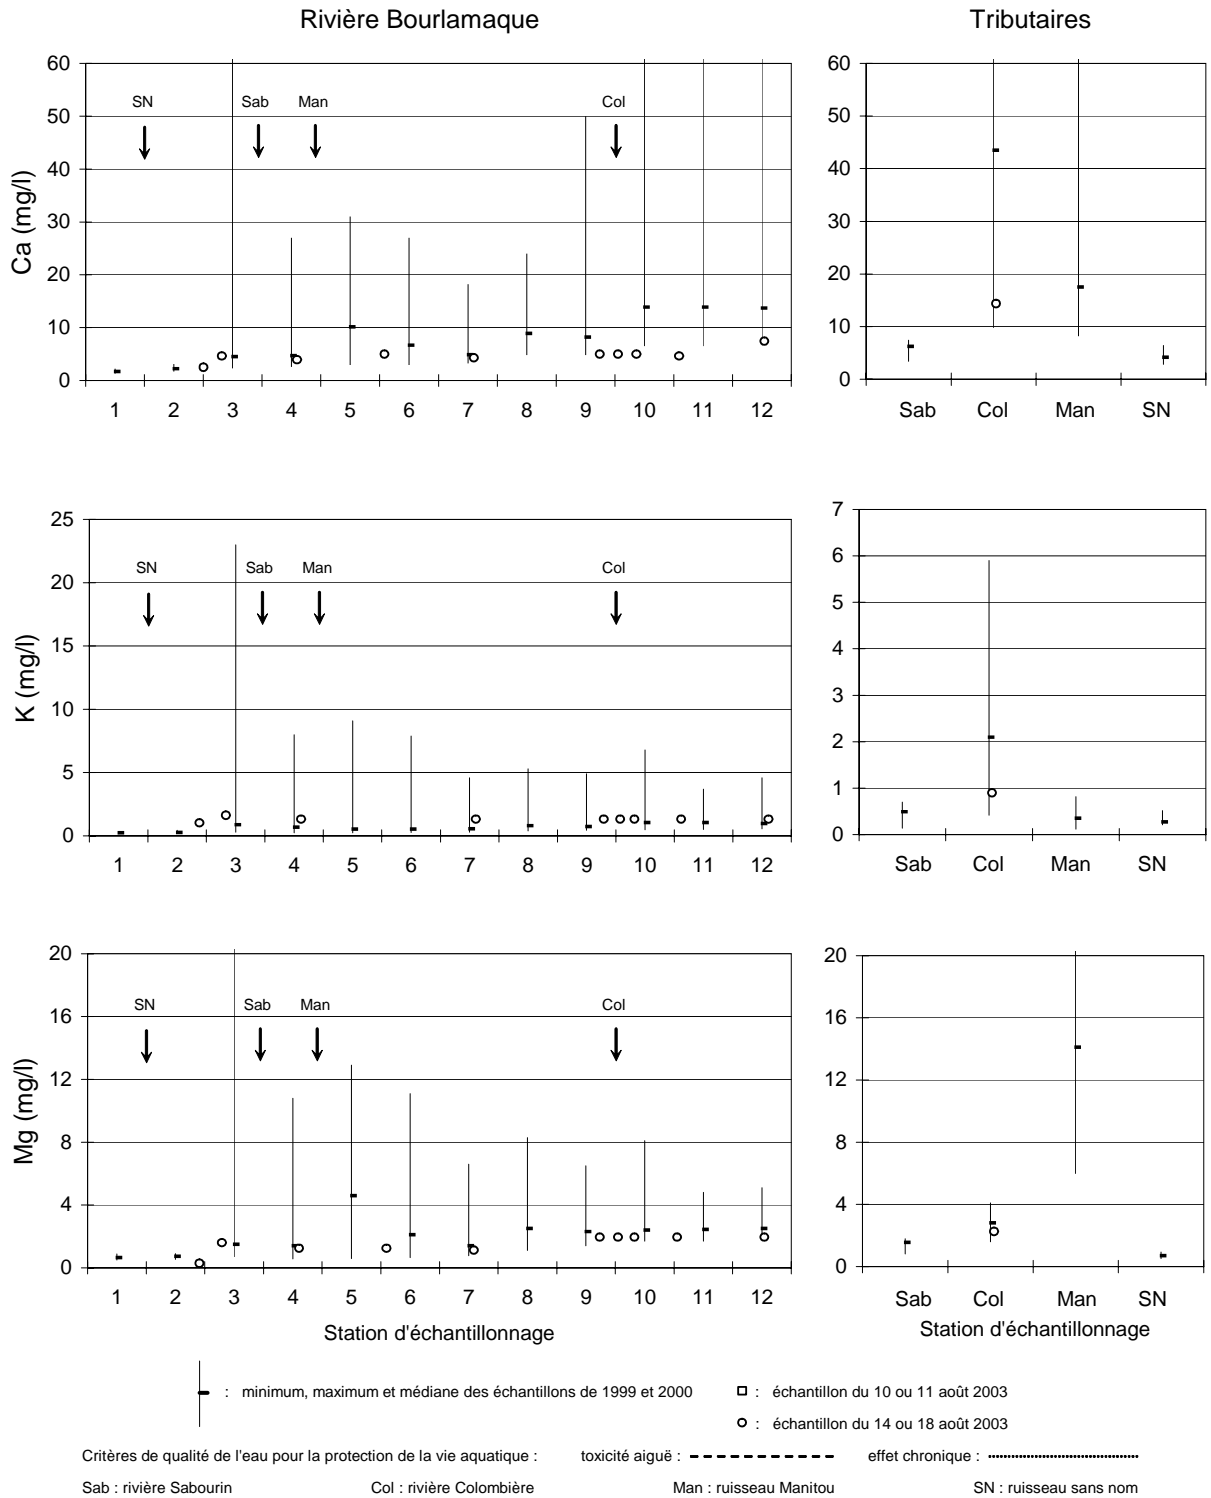 Rivière Bourlamaque
Tributaires
Ca (mg/l)
60
50
40
30
20
10
0
SN
Sab
Man
Col
1 2 3 4 5 6 7 8 9 10 11 12
60
50
40
30
20
10
0
Sab Col Man SN
K (mg/l)
25
20
15
10
5
0
SN
Sab
Man
Col
1 2 3 4 5 6 7 8 9 10 11 12
7
6
5
4
3
2
1
0
Sab Col Man SN
Mg (mg/l)
20
16
12
8
4
0
SN
Sab
Man
Col
1 2 3 4 5 6 7 8 9 10 11 12
Station d'échantillonnage
20
16
12
8
4
0
Sab Col Man SN
Station d'échantillonnage
: minimum, maximum et médiane des échantillons de 1999 et 2000
: échantillon du 10 ou 11 août 2003
: échantillon du 14 ou 18 août 2003
Critères de qualité de l'eau pour la protection de la vie aquatique : toxicité aiguë : effet chronique :
Sab : rivière Sabourin Col : rivière Colombière Man : ruisseau Manitou SN : ruisseau sans nom